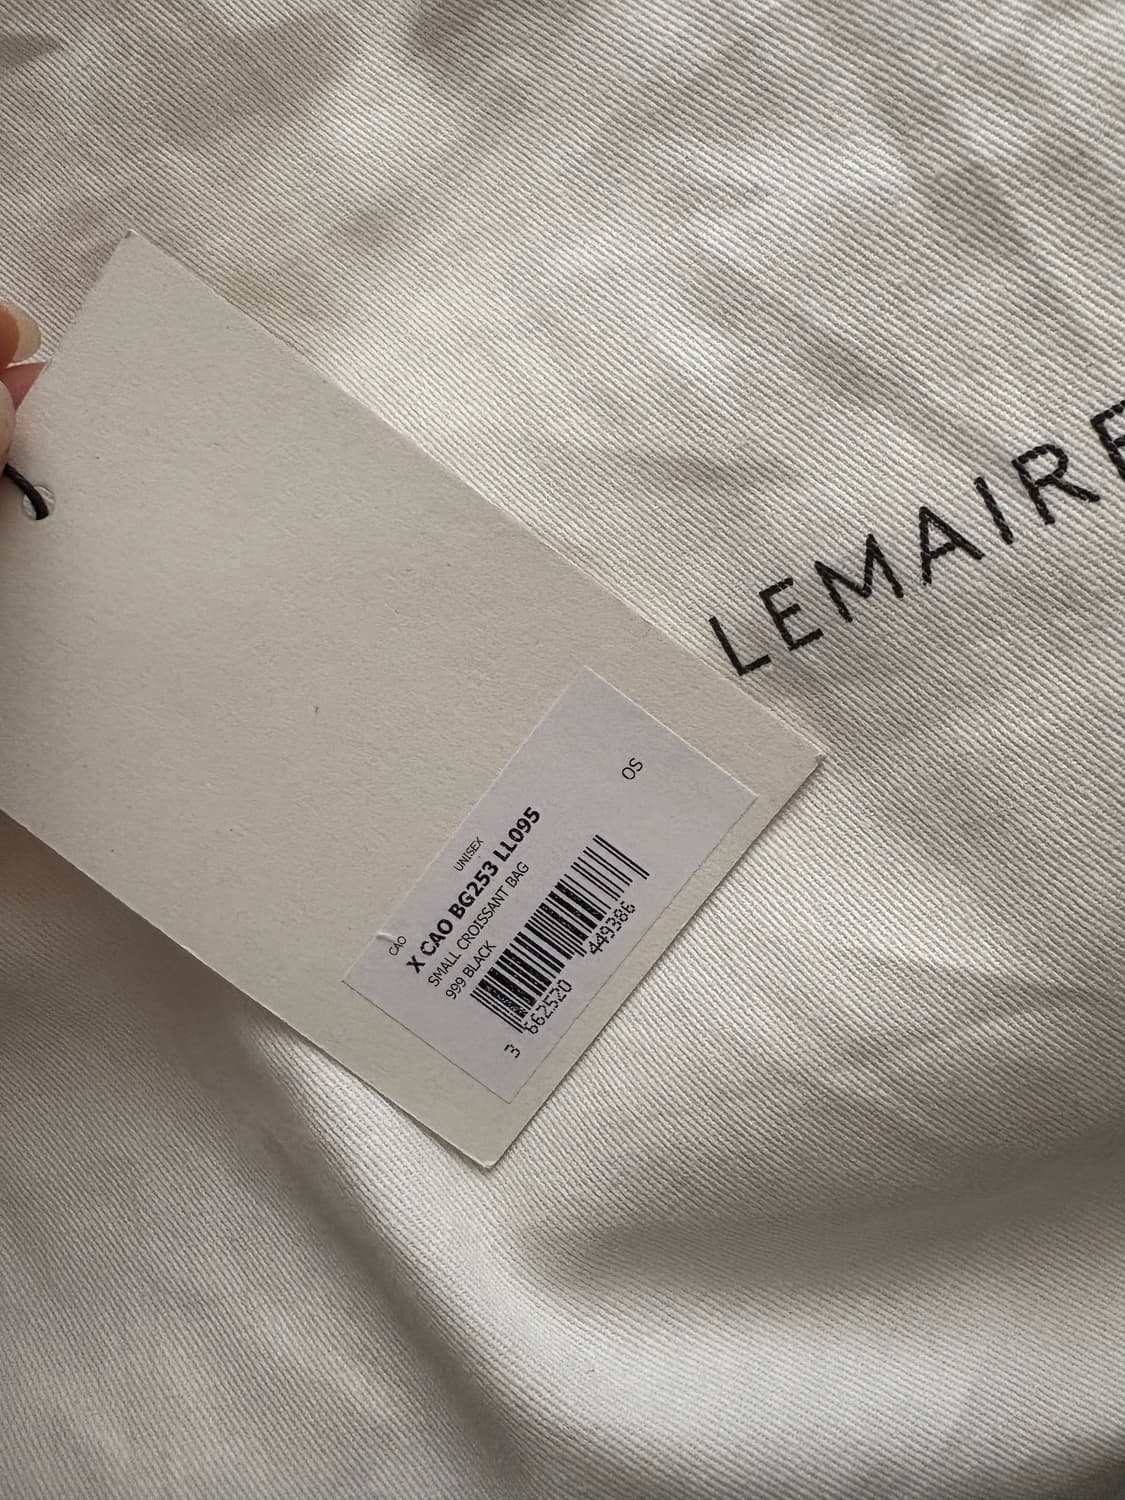 LEMAIRE
CAO UNISEX OS
X CAO BG253 LL095
SMALL CROISSANT BAG
999 BLACK
3 662520 449386